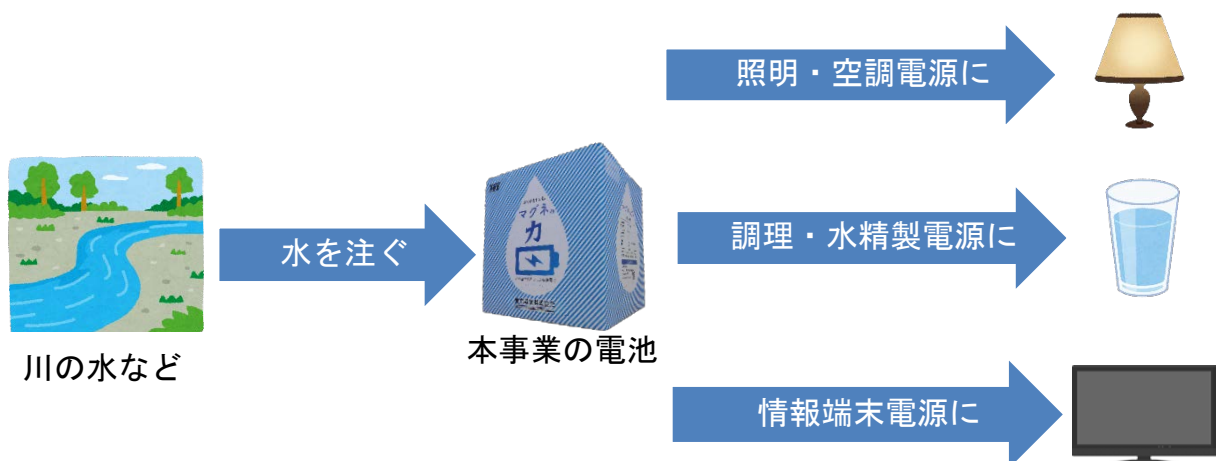 照明・空調電源に
水を注ぐ
マグネの
力
調理・水精製電源に
川の水など
本事業の電池
情報端末電源に